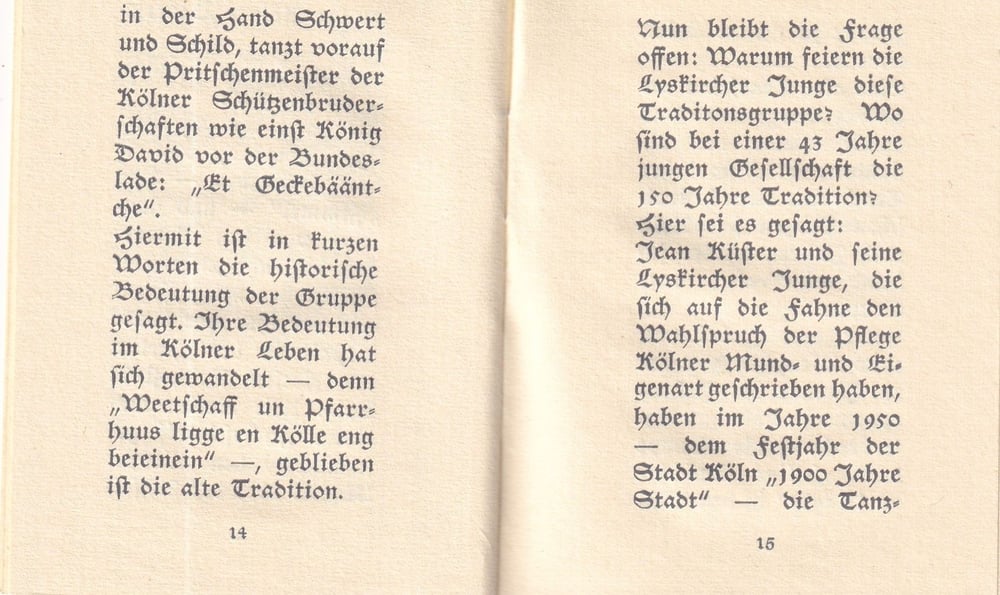 in der Hand Schwert
und Schild, tanzt vorauf
der Pritschenmeister der
Kölner Schützenbruder-
schaften wie einst König
David vor der Bundes-
lade: „Et Geckebäänt-
che“.
Hiermit ist in kurzen
Worten die historische
Bedeutung der Gruppe
gesagt. Ihre Bedeutung
im Kölner Leben hat
sich gewandelt — denn
„Weetschaff un Pfarr-
huus ligge en Kölle eng
beieinein“ —, geblieben
ist die alte Tradition.
14
Nun bleibt die Frage
offen: Warum feiern die
Lyskircher Junge diese
Traditonsgruppe? Wo
sind bei einer 43 Jahre
jungen Gesellschaft die
150 Jahre Tradition?
Hier sei es gesagt:
Jean Küster und seine
Lyskircher Junge, die
sich auf die Fahne den
Wahlspruch der Pflege
Kölner Mund- und Ei-
genart geschrieben haben,
haben im Jahre 1950
— dem Festjahr der
Stadt Köln „1900 Jahre
Stadt“ — die Tanz-
15